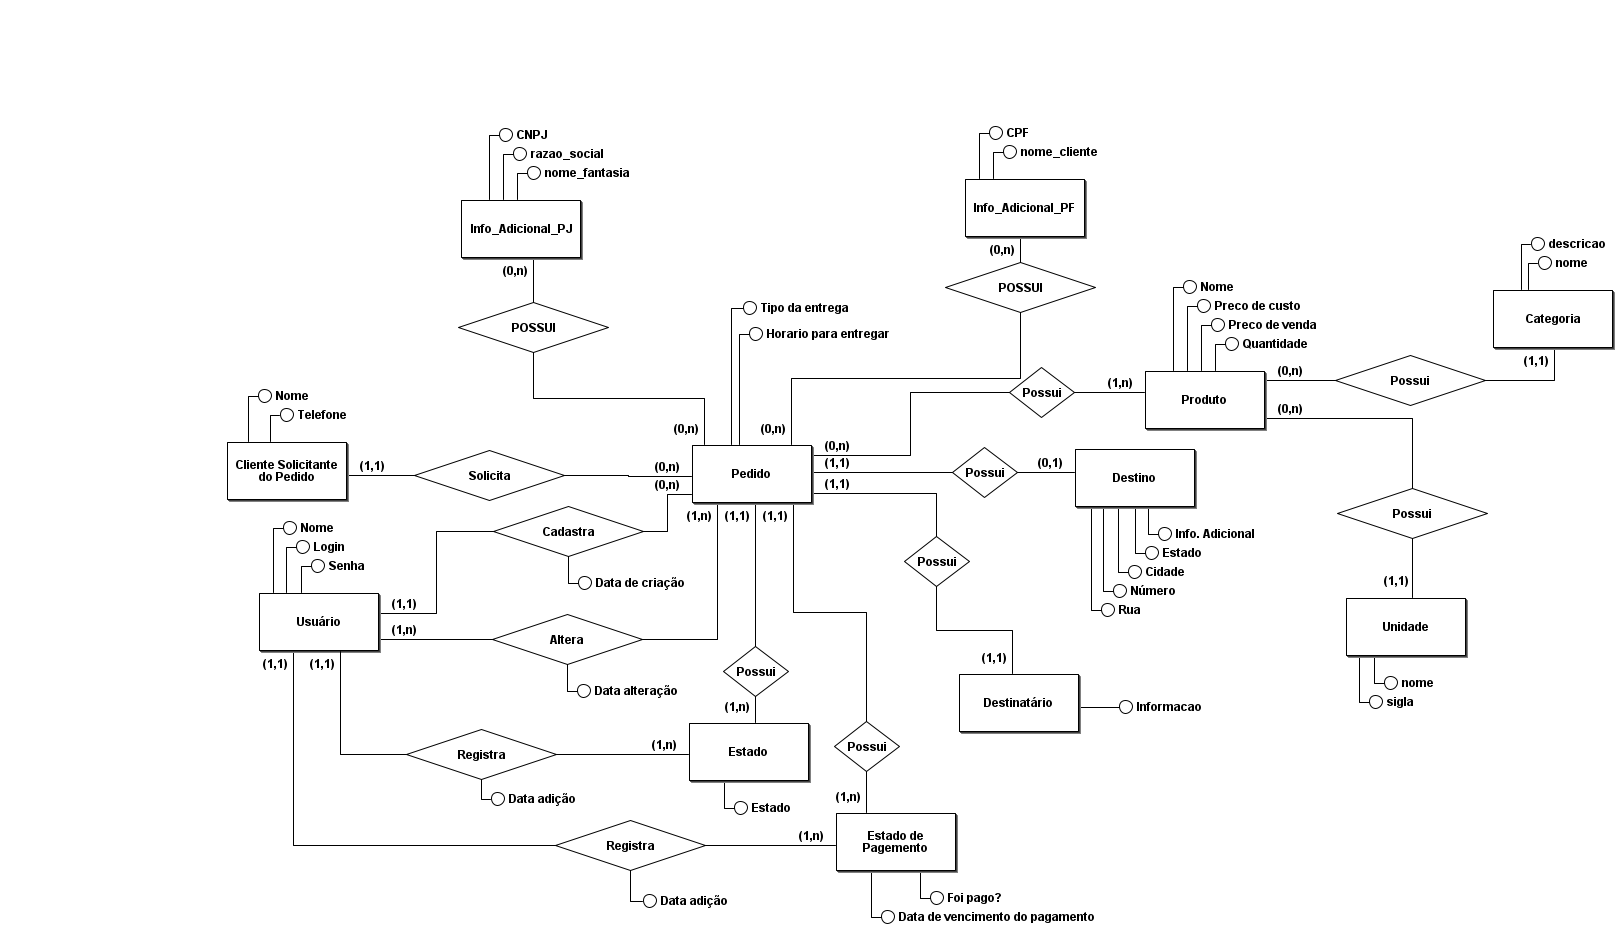 CNPJ
razao_social
nome_fantasia
Info_Adicional_PJ
(0,n)
POSSUI
(0,n)
CPF
nome_cliente
Info_Adicional_PF
(0,n)
POSSUI
(0,n)
Tipo da entrega
Horario para entregar
Nome
Preco de custo
Preco de venda
Quantidade
Produto
descricao
nome
Categoria
(1,1)
(0,n)
Possui
(0,n)
Possui
(1,1)
Unidade
nome
sigla
Possui
(1,n)
(0,n)
Nome
Telefone
Cliente Solicitante
do Pedido
(1,1)
Solicita
(0,n)
Pedido
(1,1)
Possui
(0,1)
Destino
Info. Adicional
Estado
Cidade
Número
Rua
(1,1)
Possui
(1,1)
Destinatário
Informacao
(0,n)
Cadastra
Data de criação
(1,n)
(1,1)
(1,1)
Nome
Login
Senha
Usuário
(1,1)
(1,n)
Altera
Data alteração
(1,1)
(1,1)
Possui
(1,n)
Estado
Estado
Registra
(1,n)
Data adição
Possui
(1,n)
Estado de
Pagemento
Foi pago?
Data de vencimento do pagamento
Registra
(1,n)
Data adição